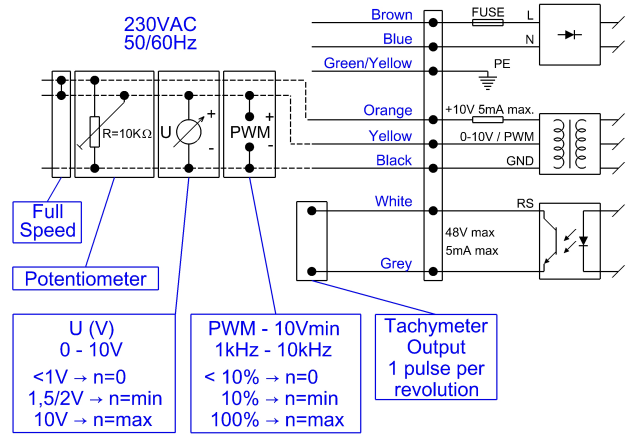 230VAC
50/60Hz
Brown
FUSE
L
Blue
N
Green/Yellow
PE
Orange
+10V 5mA max.
Yellow
0-10V / PWM
Black
GND
R=10KΩ
U
+
-
PWM
+
-
White
RS
48V max
5mA max
Grey
Full
Speed
Potentiometer
U (V)
0 - 10V
<1V → n=0
1,5/2V → n=min
10V → n=max
PWM - 10Vmin
1kHz - 10kHz
< 10% → n=0
10% → n=min
100% → n=max
Tachymeter
Output
1 pulse per
revolution